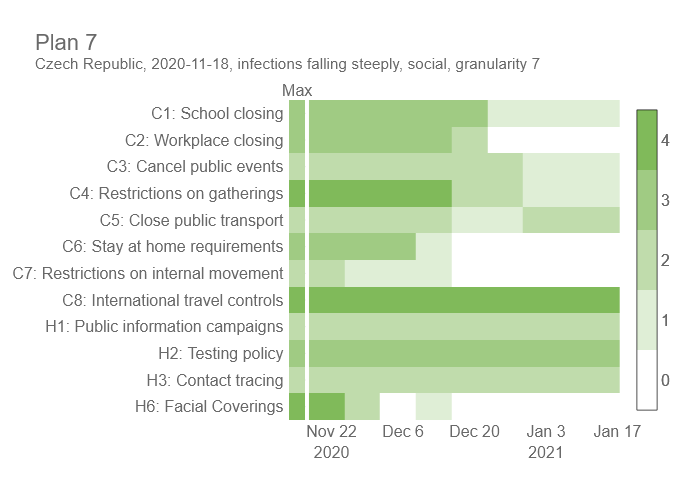 Plan 7
Czech Republic, 2020-11-18, infections falling steeply, social, granularity 7
Max
C1: School closing
C2: Workplace closing
C3: Cancel public events
C4: Restrictions on gatherings
C5: Close public transport
C6: Stay at home requirements
C7: Restrictions on internal movement
C8: International travel controls
H1: Public information campaigns
H2: Testing policy
H3: Contact tracing
H6: Facial Coverings
4
3
2
1
0
Nov 22 Dec 6 Dec 20 Jan 3 Jan 17
2020 2021